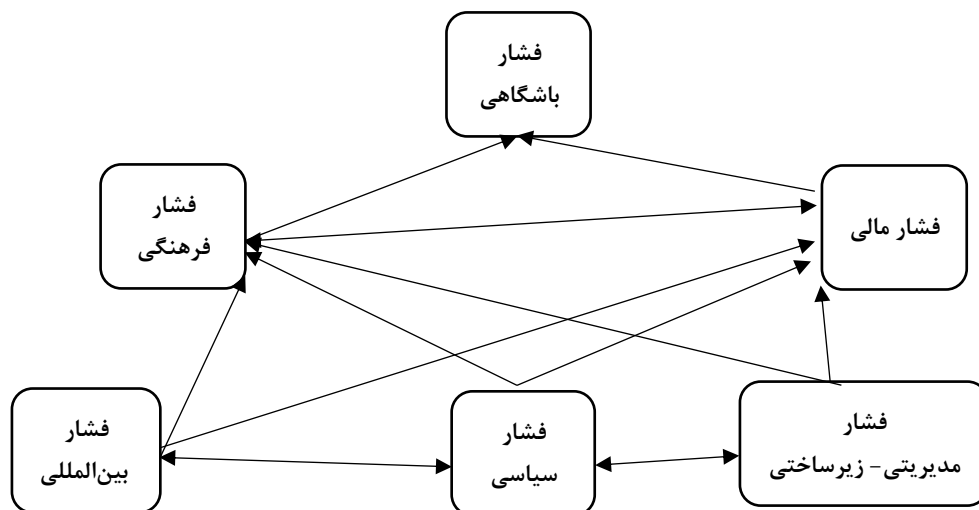 فشار
باشگاهی
فشار مالی
فشار
فرهنگی
فشار
مدیریتی- زیرساختی
فشار
سیاسی
فشار
بین‌المللی